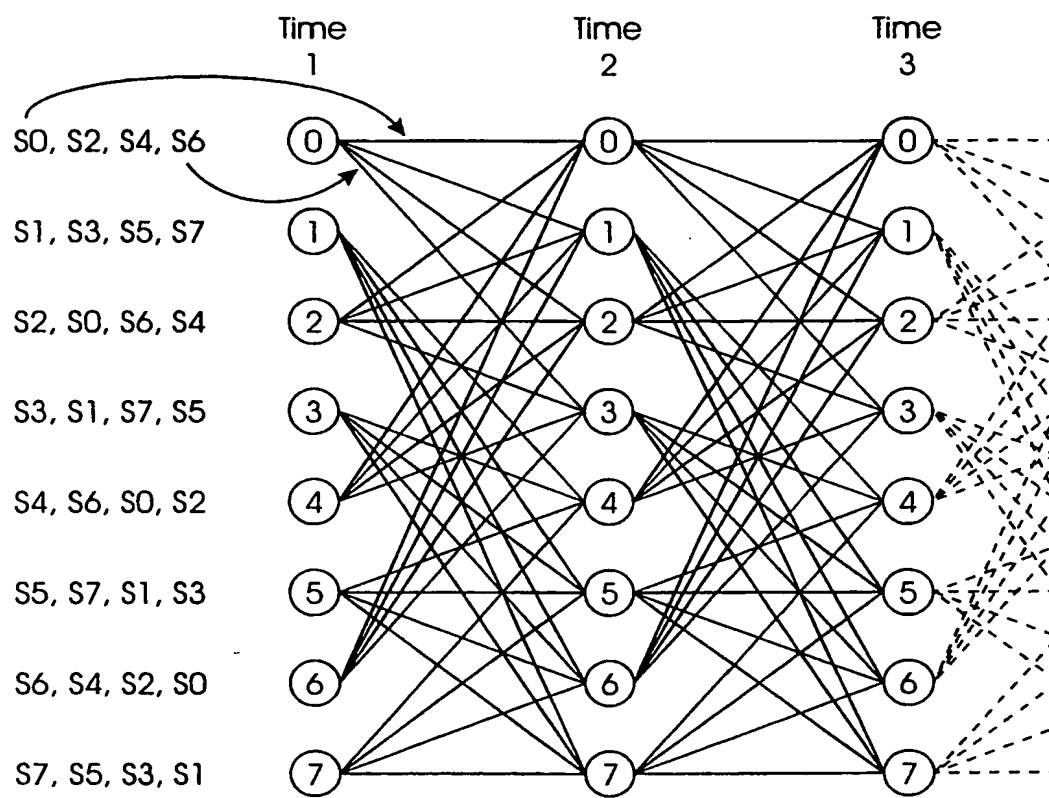 Time Time Time
1 2 3
S0, S2, S4, S6 0 0 0
S1, S3, S5, S7 1 1 1
S2, S0, S6, S4 2 2 2
S3, S1, S7, S5 3 3 3
S4, S6, S0, S2 4 4 4
S5, S7, S1, S3 5 5 5
S6, S4, S2, S0 6 6 6
S7, S5, S3, S1 7 7 7